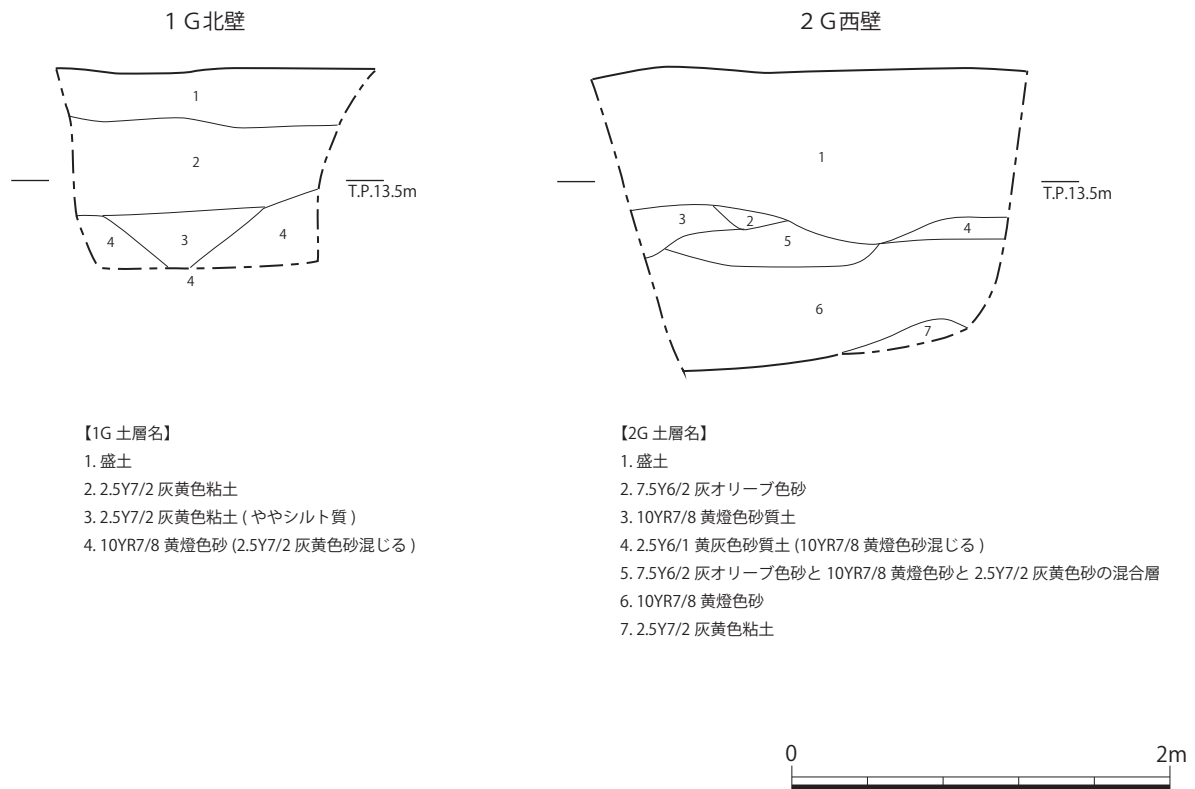 1 G北壁
2 G西壁
1
2
T.P.13.5m
4
3
4
4
1
T.P.13.5m
3
2
4
5
6
7
【1G 土層名】
1. 盛土
2. 2.5Y7/2 灰黄色粘土
3. 2.5Y7/2 灰黄色粘土 ( ややシルト質 )
4. 10YR7/8 黄燈色砂 (2.5Y7/2 灰黄色砂混じる )
【2G 土層名】
1. 盛土
2. 7.5Y6/2 灰オリーブ色砂
3. 10YR7/8 黄燈色砂質土
4. 2.5Y6/1 黄灰色砂質土 (10YR7/8 黄燈色砂混じる )
5. 7.5Y6/2 灰オリーブ色砂と 10YR7/8 黄燈色砂と 2.5Y7/2 灰黄色砂の混合層
6. 10YR7/8 黄燈色砂
7. 2.5Y7/2 灰黄色粘土
0
2m